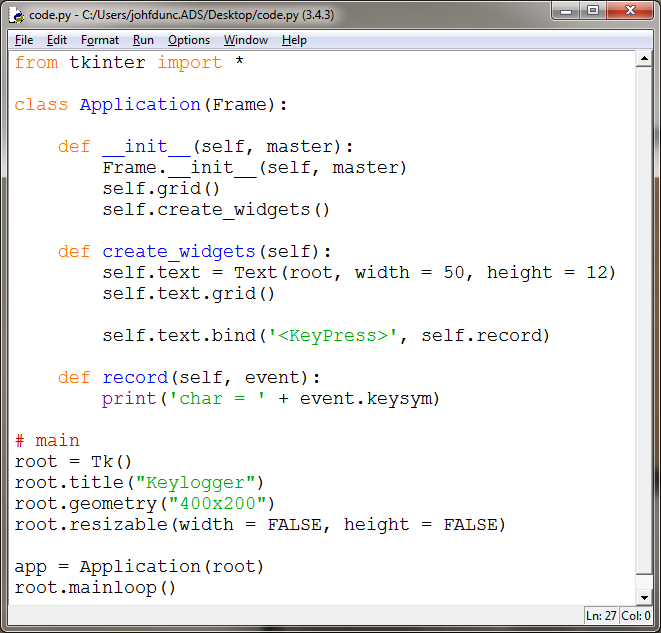 code.py - C:/Users/johfdunc.ADS/Desktop/code.py (3.4.3)
File Edit Format Run Options Window Help
from tkinter import *
class Application(Frame):
    def __init__(self, master):
        Frame.__init__(self, master)
        self.grid()
        self.create_widgets()
    def create_widgets(self):
        self.text = Text(root, width = 50, height = 12)
        self.text.grid()
        self.text.bind('<KeyPress>', self.record)
    def record(self, event):
        print('char = ' + event.keysym)
# main
root = Tk()
root.title("Keylogger")
root.geometry("400x200")
root.resizable(width = FALSE, height = FALSE)
app = Application(root)
root.mainloop()
Ln: 27 Col: 0